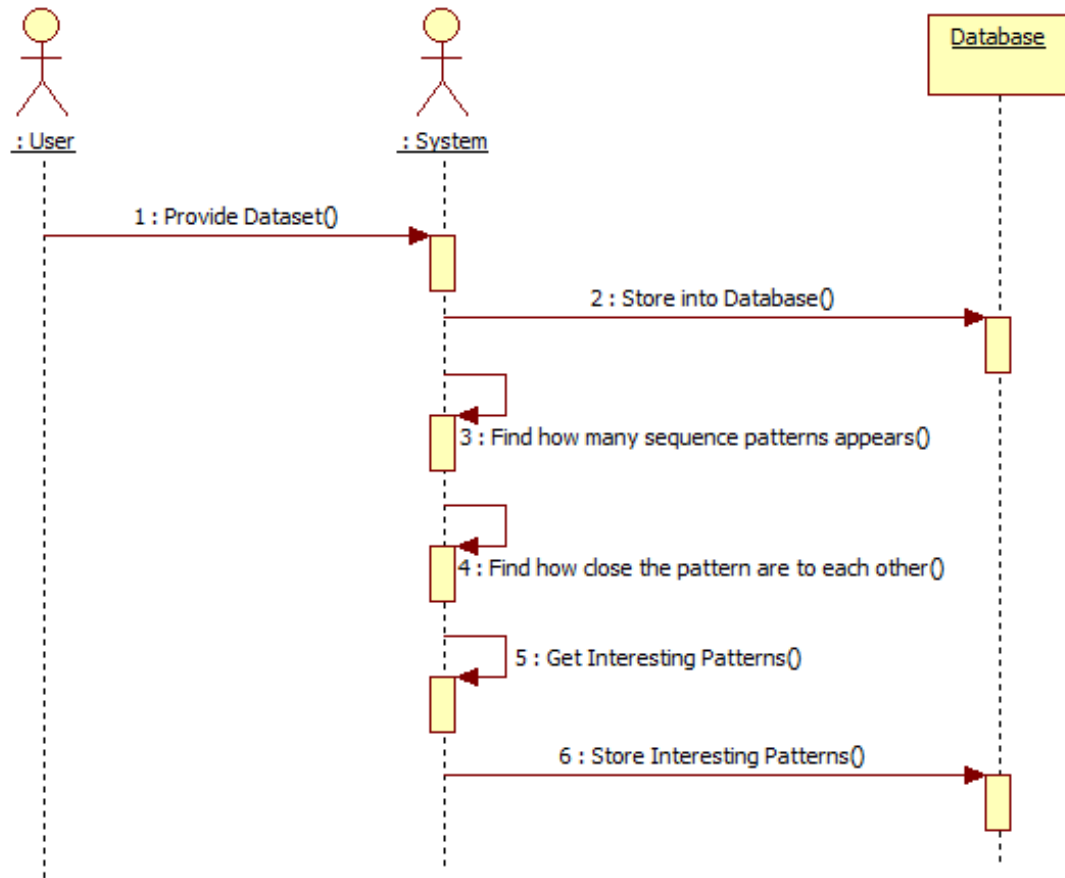 Database
: User
: System
1 : Provide Dataset()
2 : Store into Database()
3 : Find how many sequence patterns appears()
4 : Find how close the pattern are to each other()
5 : Get Interesting Patterns()
6 : Store Interesting Patterns()